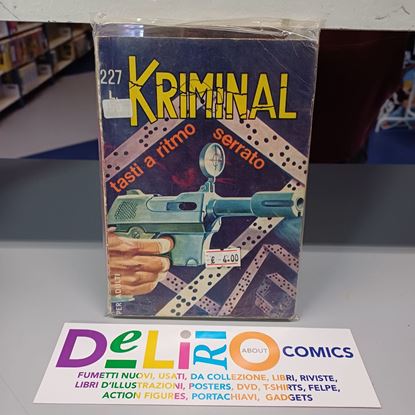 227
KRIMINAL
tasti a ritmo serrato
€ 4.00
PER ADULTI
DeLiRiO ABOUT COMICS
FUMETTI NUOVI, USATI, DA COLLEZIONE, LIBRI, RIVISTE,
LIBRI D'ILLUSTRAZIONI, POSTERS, DVD, T-SHIRTS, FELPE,
ACTION FIGURES, PORTACHIAVI, GADGETS